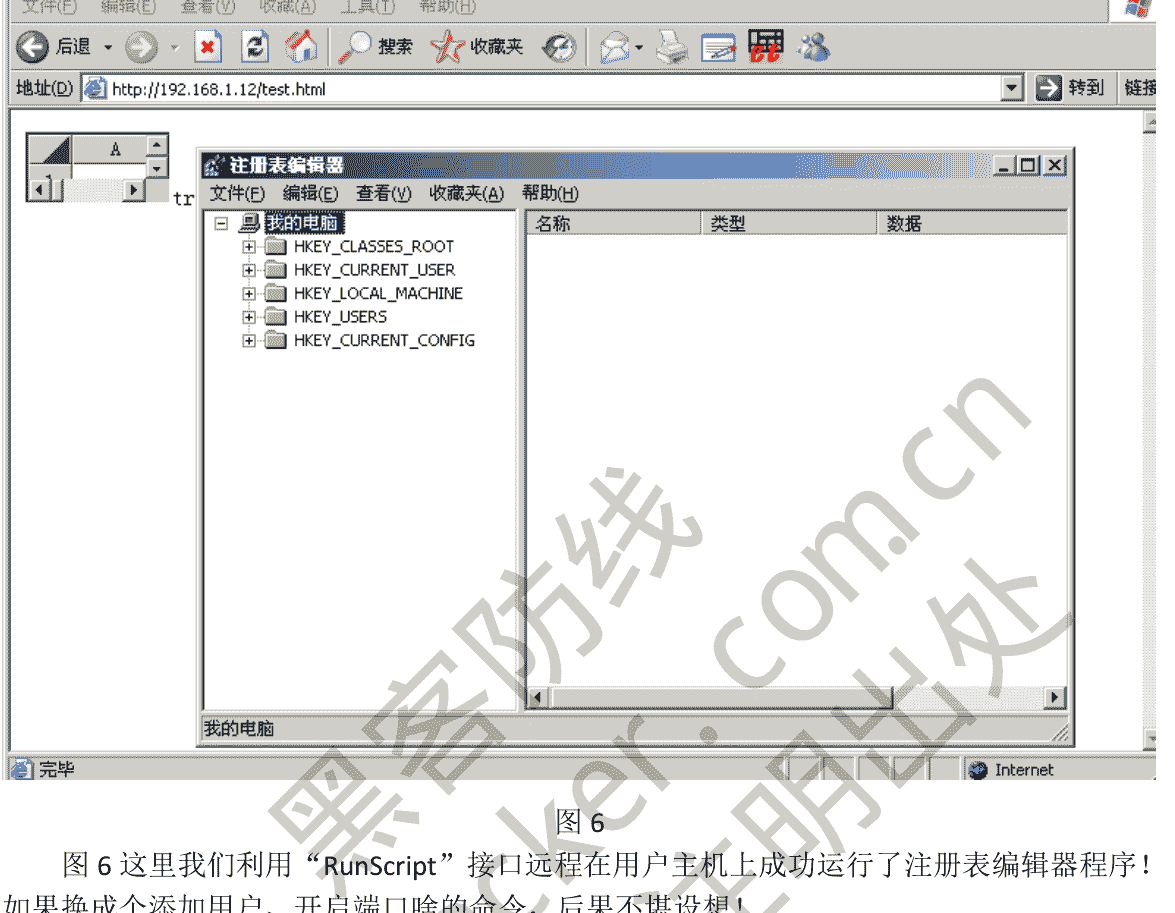 文件(F) 编辑(E) 查看(V) 收藏(A) 工具(T) 帮助(H)
后退 搜索 收藏夹
地址(D) http://192.168.1.12/test.html 转到 链接
A
1
tr
注册表编辑器
文件(F) 编辑(E) 查看(V) 收藏夹(A) 帮助(H)
我的电脑
HKEY_CLASSES_ROOT
HKEY_CURRENT_USER
HKEY_LOCAL_MACHINE
HKEY_USERS
HKEY_CURRENT_CONFIG
名称 类型 数据
我的电脑
完毕 Internet
图 6
图 6 这里我们利用“RunScript”接口远程在用户主机上成功运行了注册表编辑器程序！
如果换成个添加用户、开启端口啥的命令，后果不堪设想！
黑客防线
cker.com.cn
注明出处